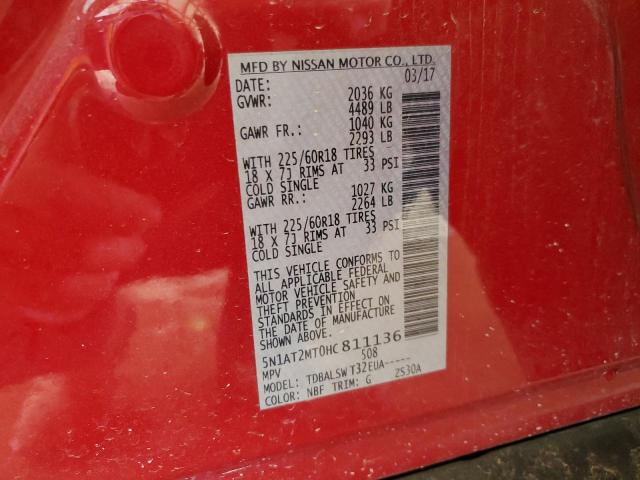 MFD BY NISSAN MOTOR CO., LTD.
DATE: 03/17
GVWR: 2036 KG
4489 LB
GAWR FR.: 1040 KG
2293 LB
WITH 225/60R18 TIRES
18 X 7J RIMS AT 33 PSI
COLD SINGLE
GAWR RR.: 1027 KG
2264 LB
WITH 225/60R18 TIRES
18 X 7J RIMS AT 33 PSI
COLD SINGLE
THIS VEHICLE CONFORMS TO
ALL APPLICABLE FEDERAL
MOTOR VEHICLE SAFETY AND
THEFT PREVENTION
STANDARDS IN EFFECT ON
THE DATE OF MANUFACTURE
SHOWN ABOVE.
5N1AT2MT0HC811136
MPV 508
MODEL: TDBALSW T32EUA-----
COLOR: NBF TRIM: G ZS30A